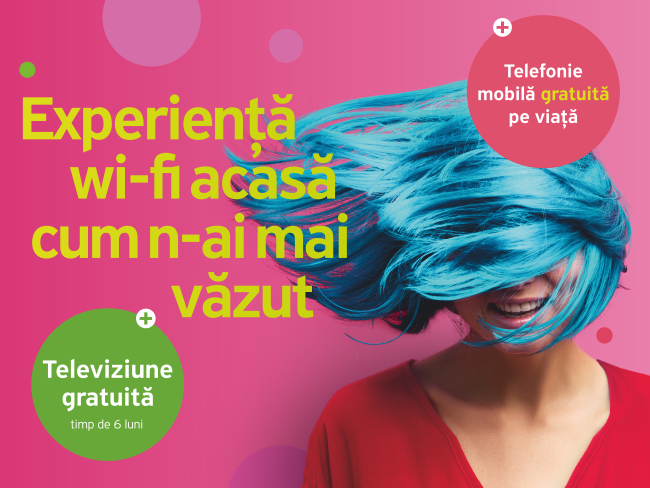 Telefonie
mobilă gratuită
pe viață
Experiență
wi-fi acasă
cum n-ai mai
văzut
Televiziune
gratuită
timp de 6 luni